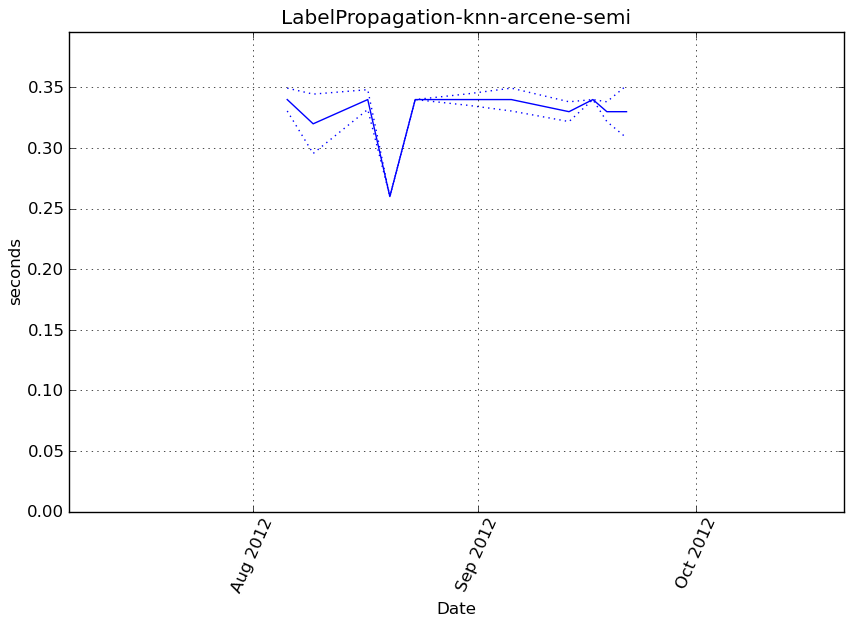 LabelPropagation-knn-arcene-semi
0.35
0.30
0.25
0.20
0.15
0.10
0.05
0.00
seconds
Aug 2012
Sep 2012
Oct 2012
Date